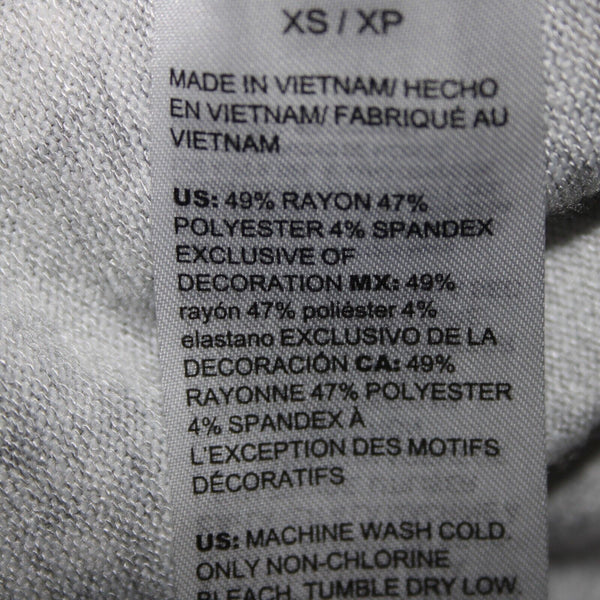 XS / XP
MADE IN VIETNAM/ HECHO
EN VIETNAM/ FABRIQUÉ AU
VIETNAM
US: 49% RAYON 47%
POLYESTER 4% SPANDEX
EXCLUSIVE OF
DECORATION MX: 49%
rayón 47% poliéster 4%
elastano EXCLUSIVO DE LA
DECORACIÓN CA: 49%
RAYONNE 47% POLYESTER
4% SPANDEX À
L'EXCEPTION DES MOTIFS
DÉCORATIFS
US: MACHINE WASH COLD.
ONLY NON-CHLORINE
BLEACH. TUMBLE DRY LOW.